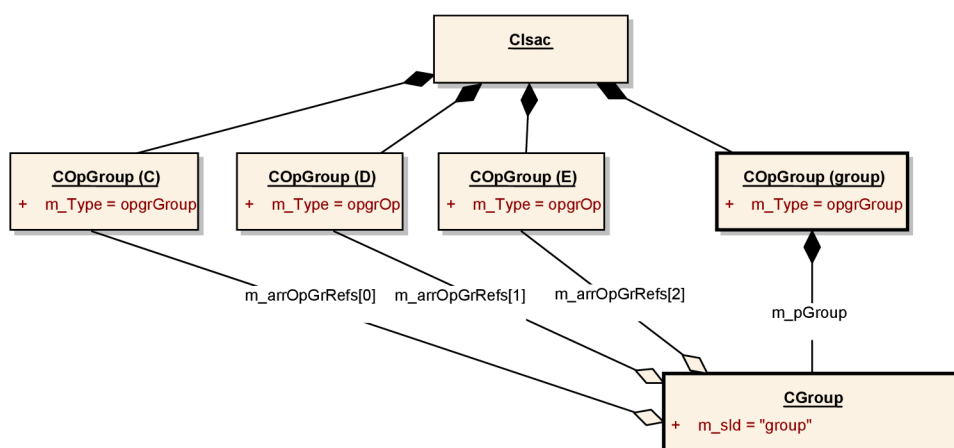 CIsac
COpGroup (C)
+ m_Type = opgrGroup
COpGroup (D)
+ m_Type = opgrOp
COpGroup (E)
+ m_Type = opgrOp
COpGroup (group)
+ m_Type = opgrGroup
m_arrOpGrRefs[0]
m_arrOpGrRefs[1]
m_arrOpGrRefs[2]
m_pGroup
CGroup
+ m_sId = "group"